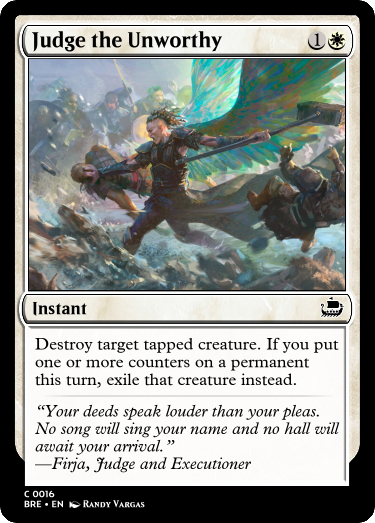 Judge the Unworthy 1
Instant
Destroy target tapped creature. If you put
one or more counters on a permanent
this turn, exile that creature instead.
“Your deeds speak louder than your pleas.
No song will sing your name and no hall will
await your arrival.”
—Firja, Judge and Executioner
C 0016
BRE • EN Randy Vargas